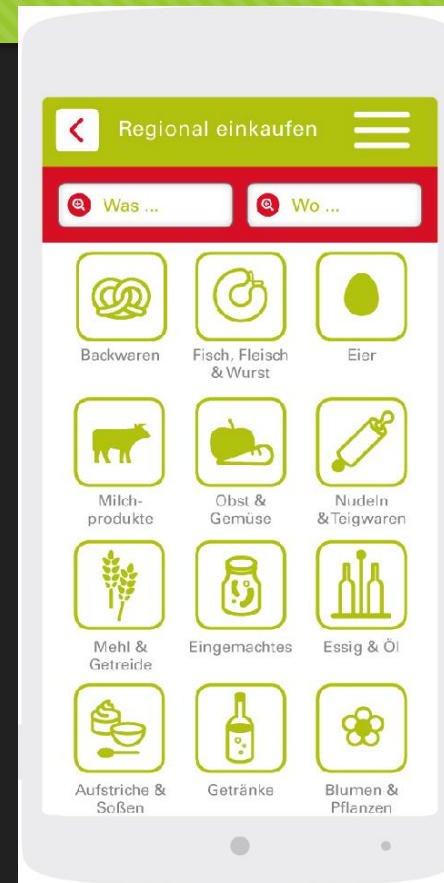 Regional einkaufen
Was ...
Wo ...
Backwaren
Fisch, Fleisch
& Wurst
Eier
Milch-
produkte
Obst &
Gemüse
Nudeln
& Teigwaren
Mehl &
Getreide
Eingemachtes
Essig & Öl
Aufstriche &
Soßen
Getränke
Blumen &
Pflanzen